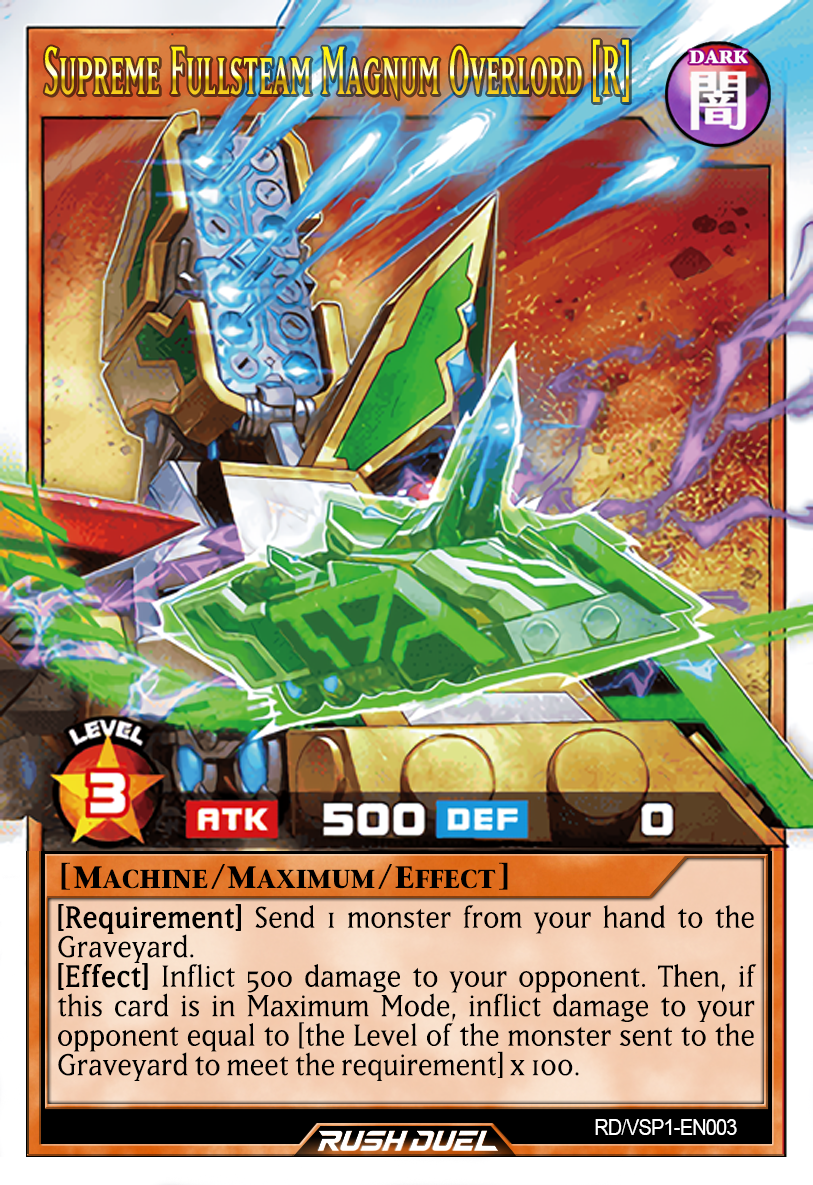 Supreme Fullsteam Magnum Overlord [R]
DARK
闇
LEVEL
3
ATK 500 DEF 0
[Machine/Maximum/Effect]
[Requirement] Send 1 monster from your hand to the
Graveyard.
[Effect] Inflict 500 damage to your opponent. Then, if
this card is in Maximum Mode, inflict damage to your
opponent equal to [the Level of the monster sent to the
Graveyard to meet the requirement] x 100.
RUSH DUEL
RD/VSP1-EN003